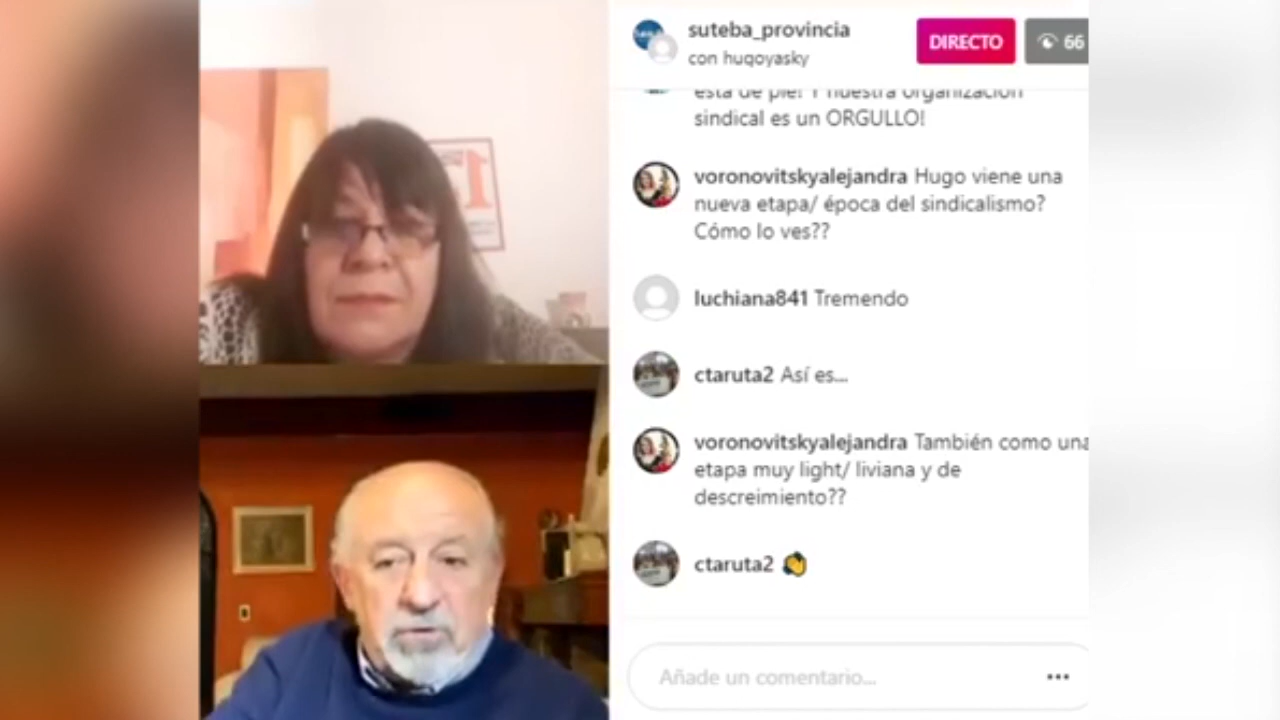 suteba_provincia
con hugoyasky
DIRECTO
66
esta de pie! Y nuestra organización
sindical es un ORGULLO!
voronovitskyalejandra Hugo viene una
nueva etapa/ época del sindicalismo?
Cómo lo ves??
luchiana841 Tremendo
ctaruta2 Así es...
voronovitskyalejandra También como una
etapa muy light/ liviana y de
descreimiento??
ctaruta2 👏
Añade un comentario...